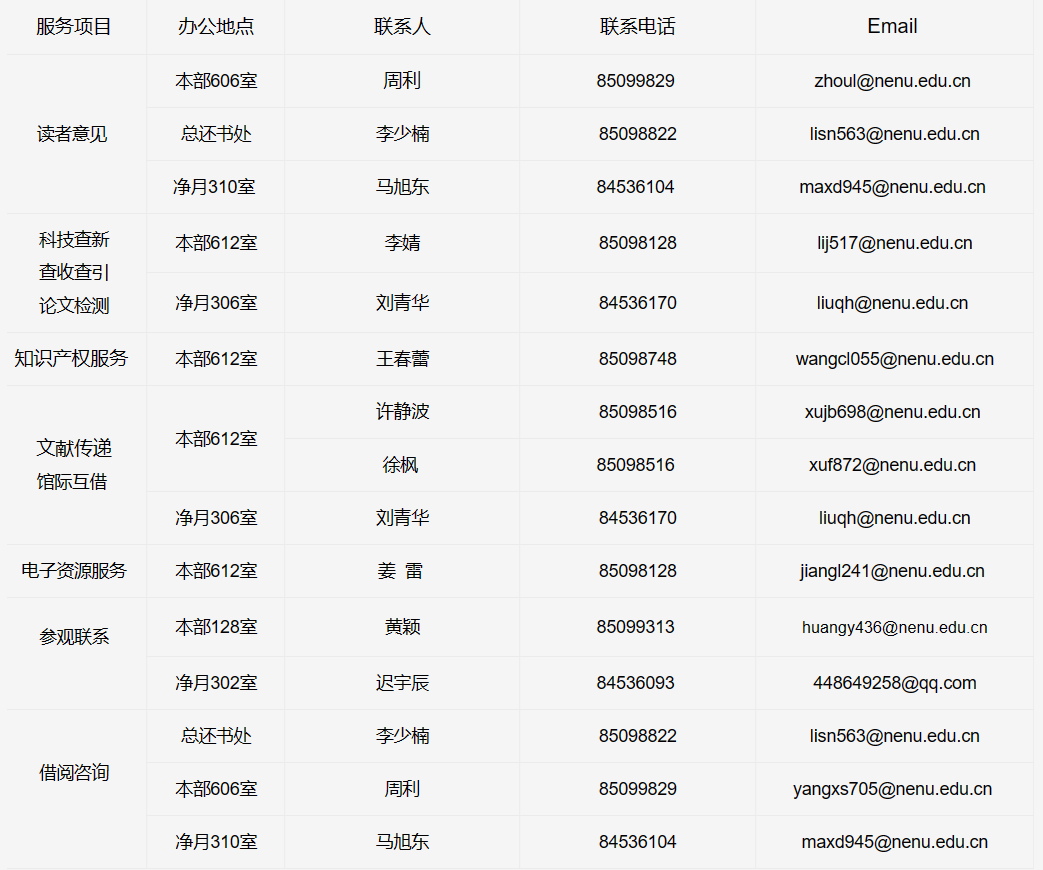 服务项目 办公地点 联系人 联系电话 Email
读者意见 本部606室 周利 85099829 zhoul@nenu.edu.cn
总还书处 李少楠 85098822 lisn563@nenu.edu.cn
净月310室 马旭东 84536104 maxd945@nenu.edu.cn
科技查新
查收查引
论文检测
本部612室 李婧 85098128 lij517@nenu.edu.cn
净月306室 刘青华 84536170 liuqh@nenu.edu.cn
知识产权服务 本部612室 王春蕾 85098748 wangcl055@nenu.edu.cn
文献传递
馆际互借
本部612室 许静波 85098516 xujb698@nenu.edu.cn
徐枫 85098516 xuf872@nenu.edu.cn
净月306室 刘青华 84536170 liuqh@nenu.edu.cn
电子资源服务 本部612室 姜 雷 85098128 jiangl241@nenu.edu.cn
参观联系 本部128室 黄颖 85099313 huangy436@nenu.edu.cn
净月302室 迟宇辰 84536093 448649258@qq.com
借阅咨询 总还书处 李少楠 85098822 lisn563@nenu.edu.cn
本部606室 周利 85099829 yangxs705@nenu.edu.cn
净月310室 马旭东 84536104 maxd945@nenu.edu.cn